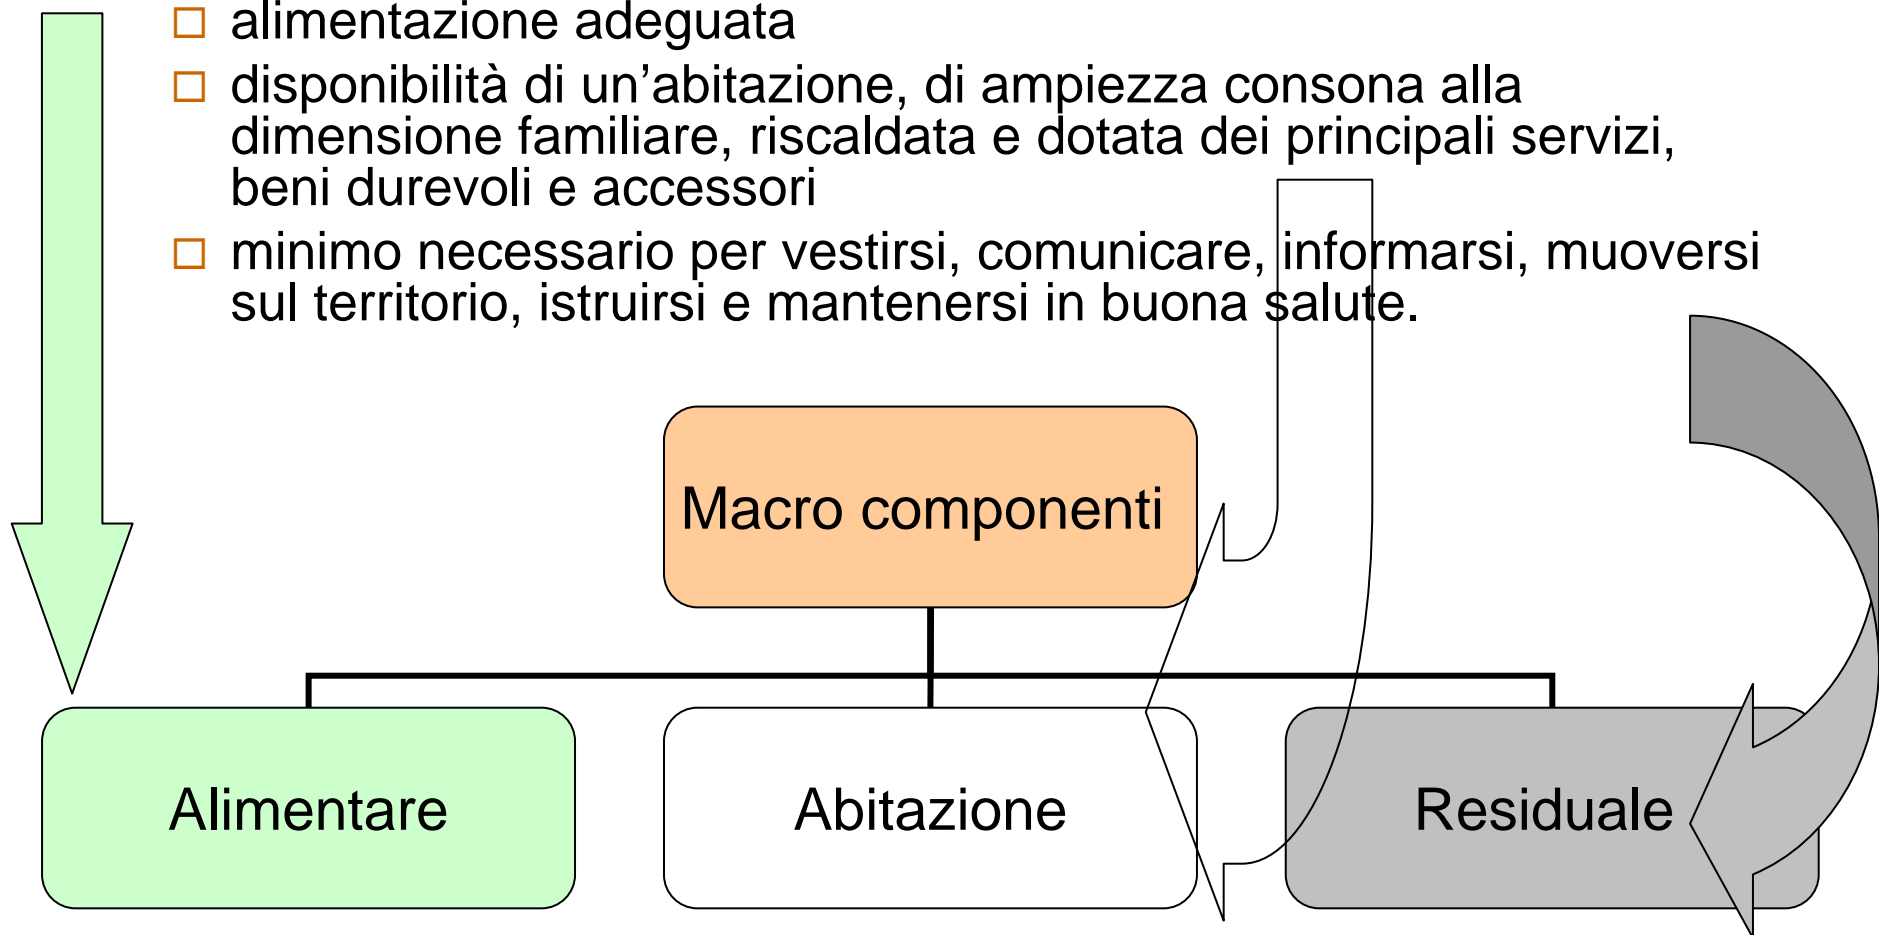 alimentazione adeguata
disponibilità di un’abitazione, di ampiezza consona alla
dimensione familiare, riscaldata e dotata dei principali servizi,
beni durevoli e accessori
minimo necessario per vestirsi, comunicare, informarsi, muoversi
sul territorio, istruirsi e mantenersi in buona salute.
Macro componenti
Alimentare
Abitazione
Residuale